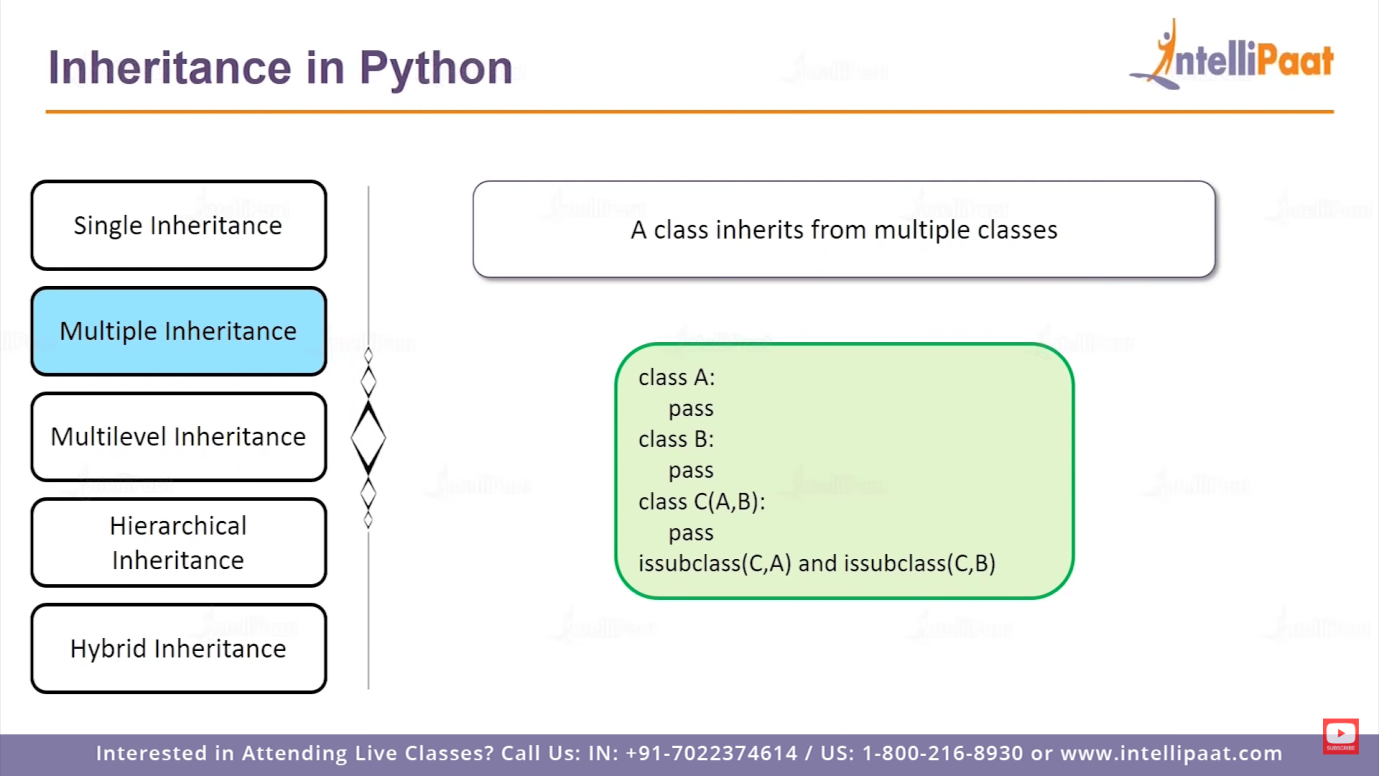 Inheritance in Python
IntelliPaat
Single Inheritance
Multiple Inheritance
Multilevel Inheritance
Hierarchical
Inheritance
Hybrid Inheritance
A class inherits from multiple classes
class A:
pass
class B:
pass
class C(A,B):
pass
issubclass(C,A) and issubclass(C,B)
SUBSCRIBE
Interested in Attending Live Classes? Call Us: IN: +91-7022374614 / US: 1-800-216-8930 or www.intellipaat.com